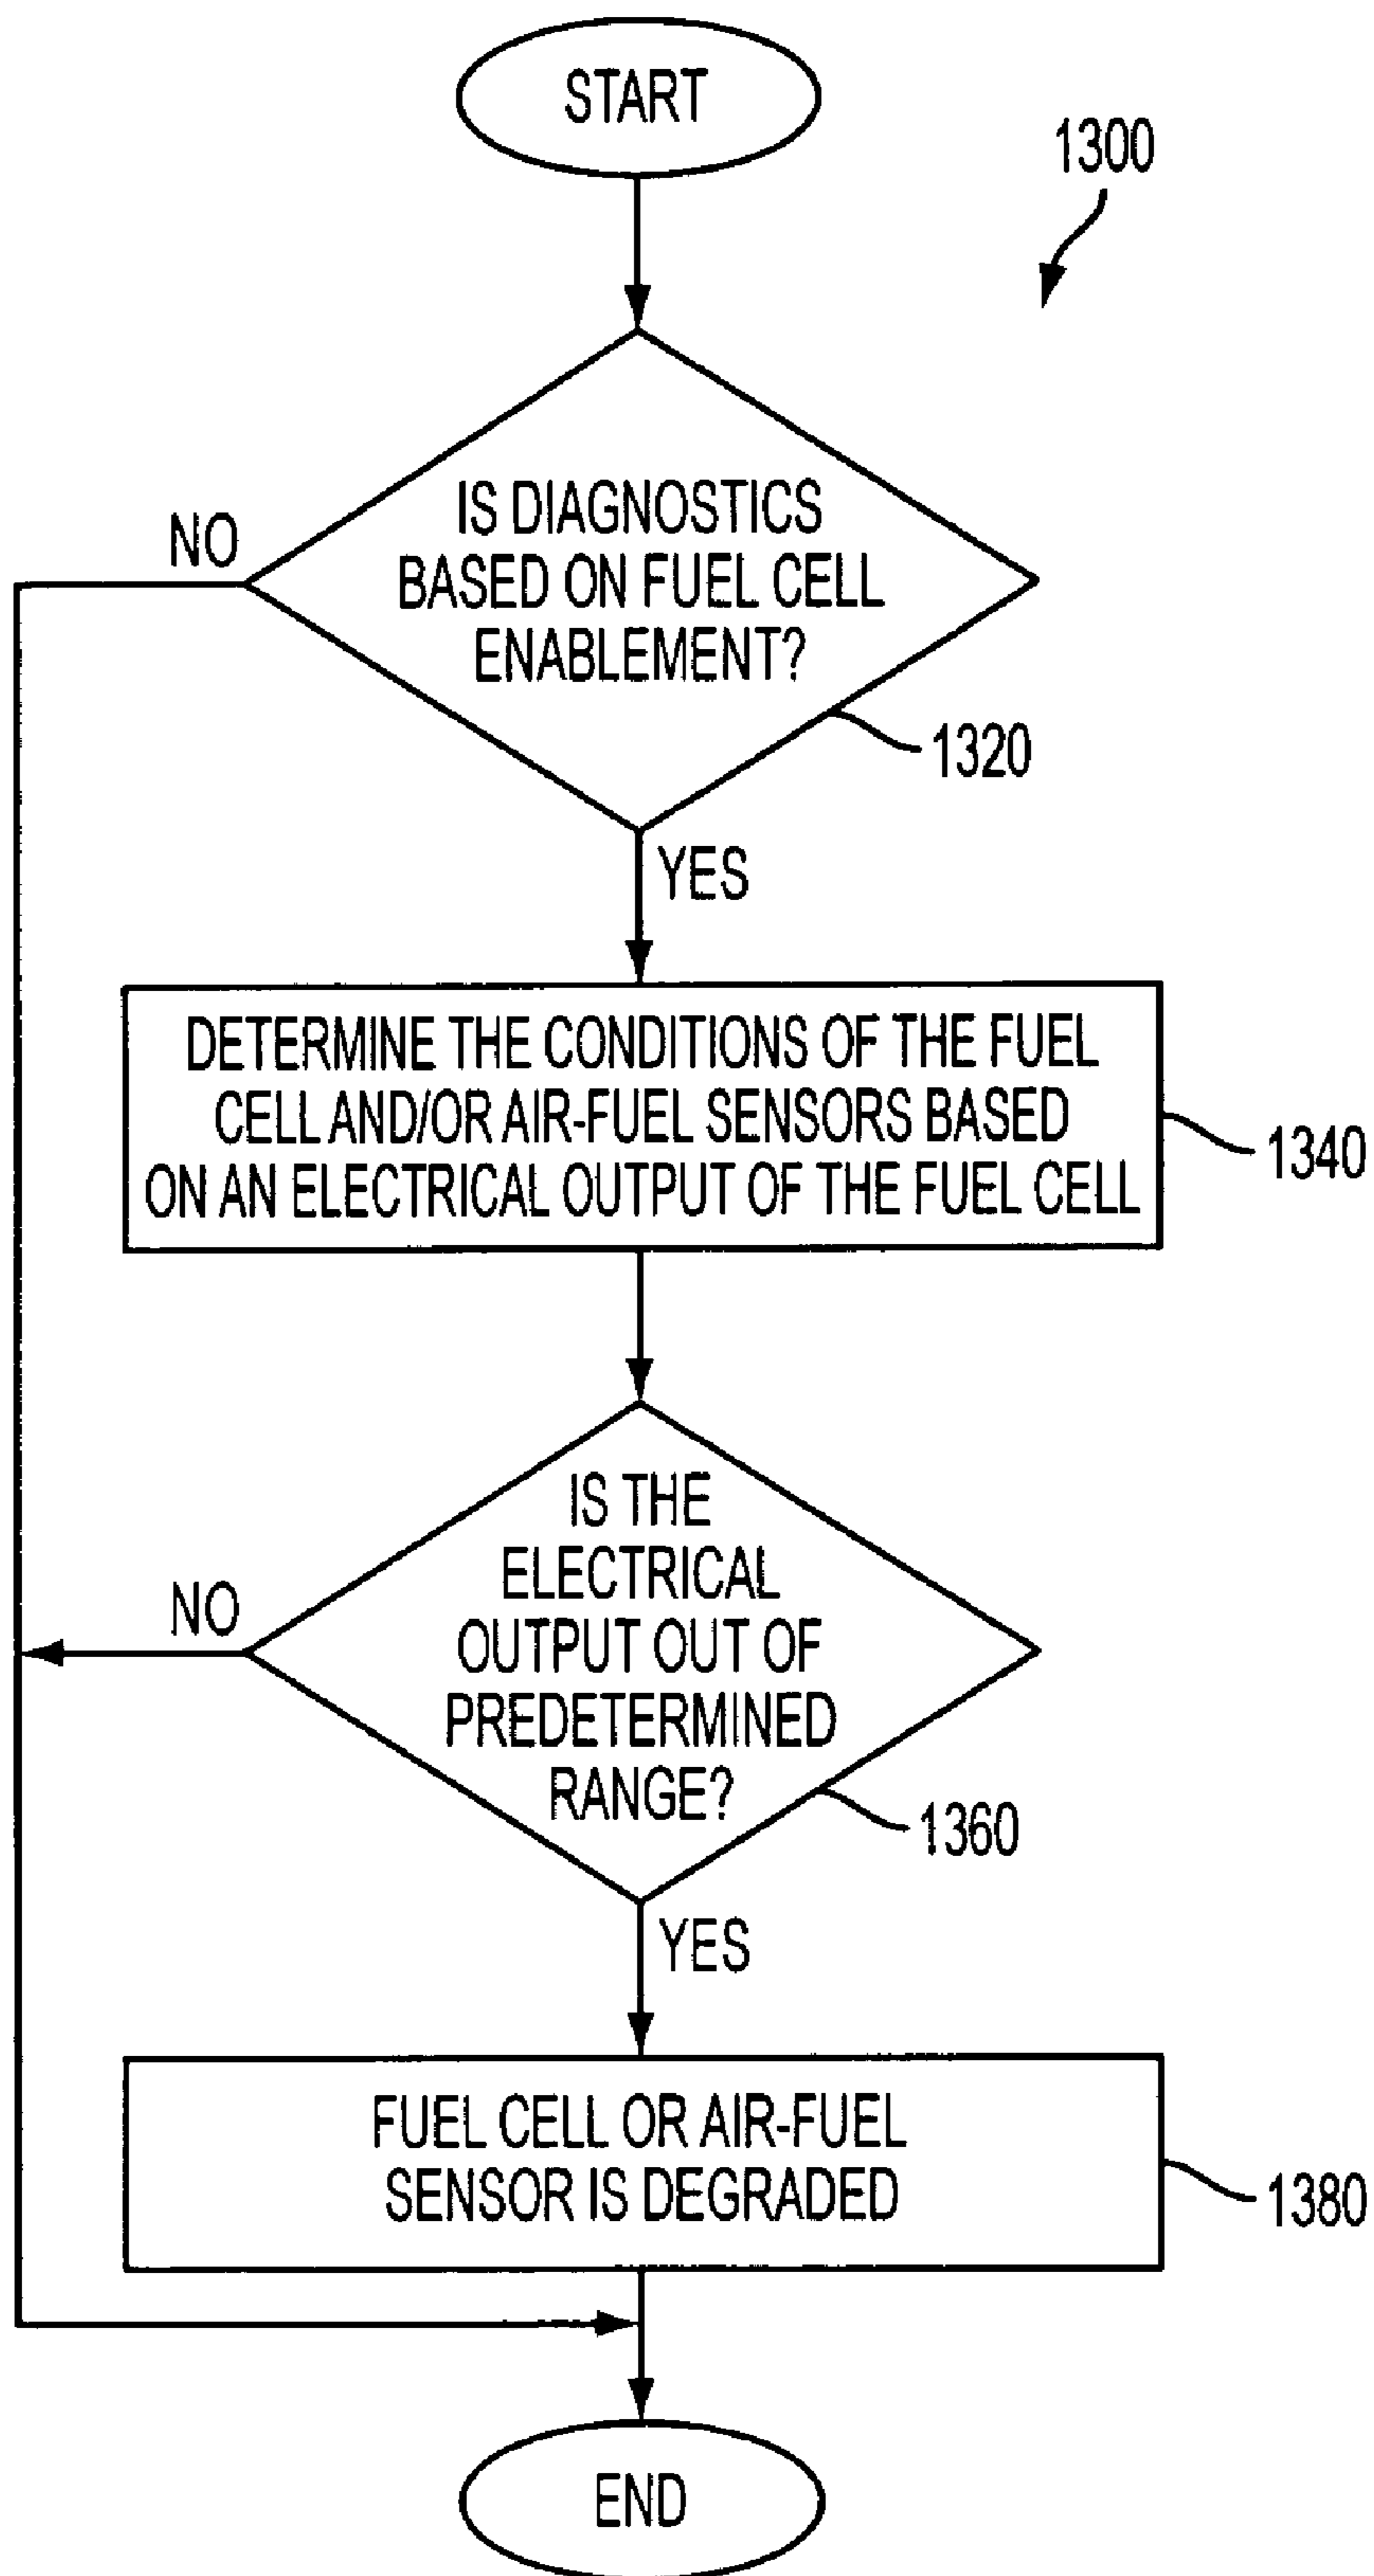 START
1300
IS DIAGNOSTICS
BASED ON FUEL CELL
ENABLEMENT?
NO
1320
YES
DETERMINE THE CONDITIONS OF THE FUEL
CELL AND/OR AIR-FUEL SENSORS BASED
ON AN ELECTRICAL OUTPUT OF THE FUEL CELL
1340
IS THE
ELECTRICAL
OUTPUT OUT OF
PREDETERMINED
RANGE?
NO
1360
YES
FUEL CELL OR AIR-FUEL
SENSOR IS DEGRADED
1380
END